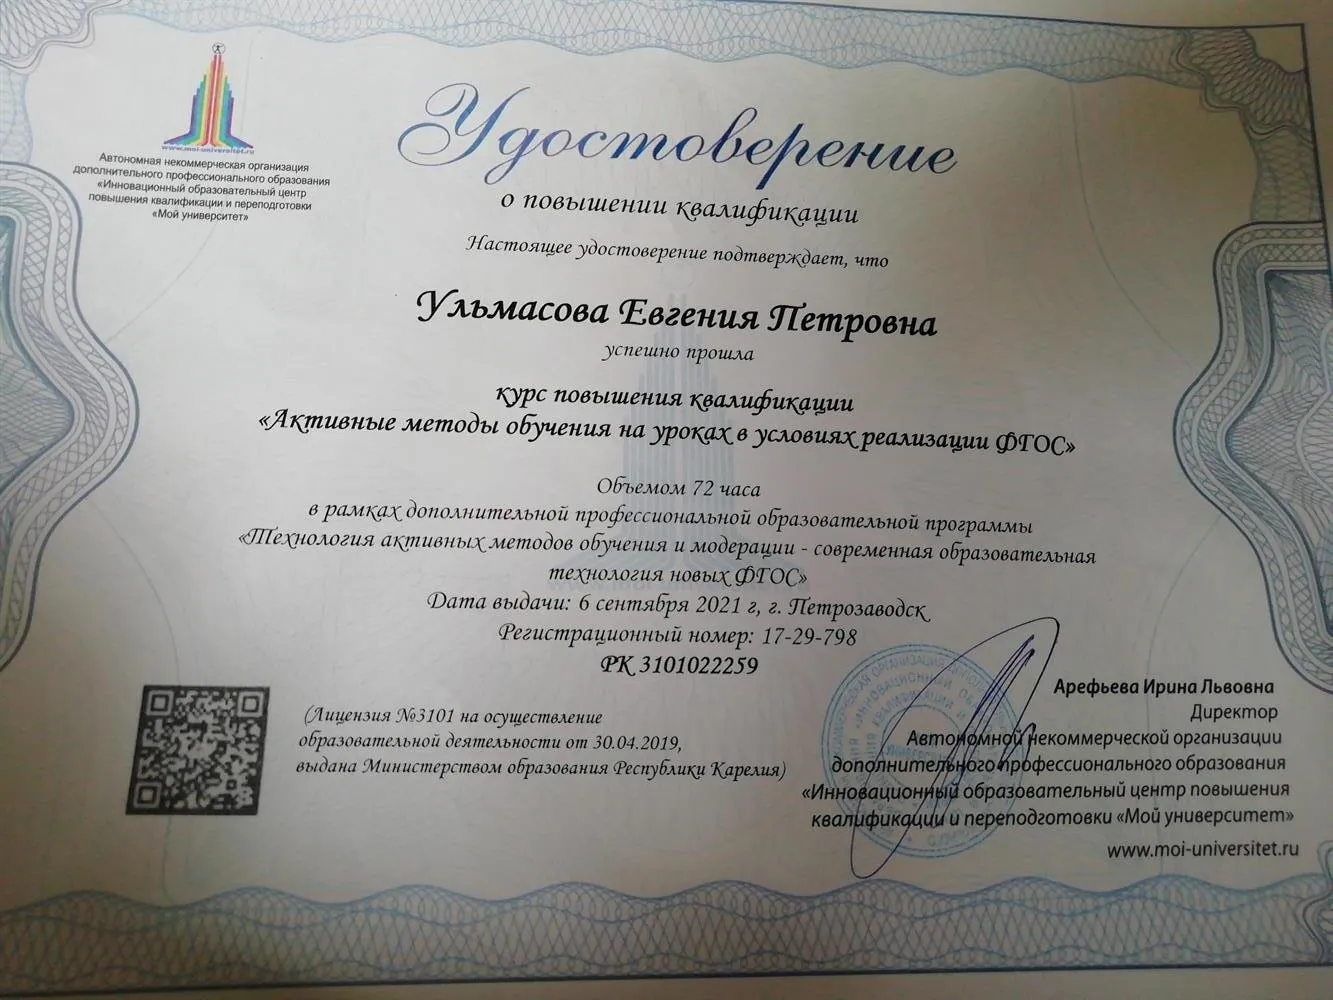 www.moi-universitet.ru
Автономная некоммерческая организация
дополнительного профессионального образования
«Инновационный образовательный центр
повышения квалификации и переподготовки
«Мой университет»
Удостоверение
о повышении квалификации
Настоящее удостоверение подтверждает, что
Ульмасова Евгения Петровна
успешно прошла
курс повышения квалификации
«Активные методы обучения на уроках в условиях реализации ФГОС»
Объемом 72 часа
в рамках дополнительной профессиональной образовательной программы
«Технология активных методов обучения и модерации - современная образовательная
технология новых ФГОС»
Дата выдачи: 6 сентября 2021 г, г. Петрозаводск
Регистрационный номер: 17-29-798
РК 3101022259
(Лицензия №3101 на осуществление
образовательной деятельности от 30.04.2019,
выдана Министерством образования Республики Карелия)
Арефьева Ирина Львовна
Директор
Автономной некоммерческой организации
дополнительного профессионального образования
«Инновационный образовательный центр повышения
квалификации и переподготовки «Мой университет»
www.moi-universitet.ru